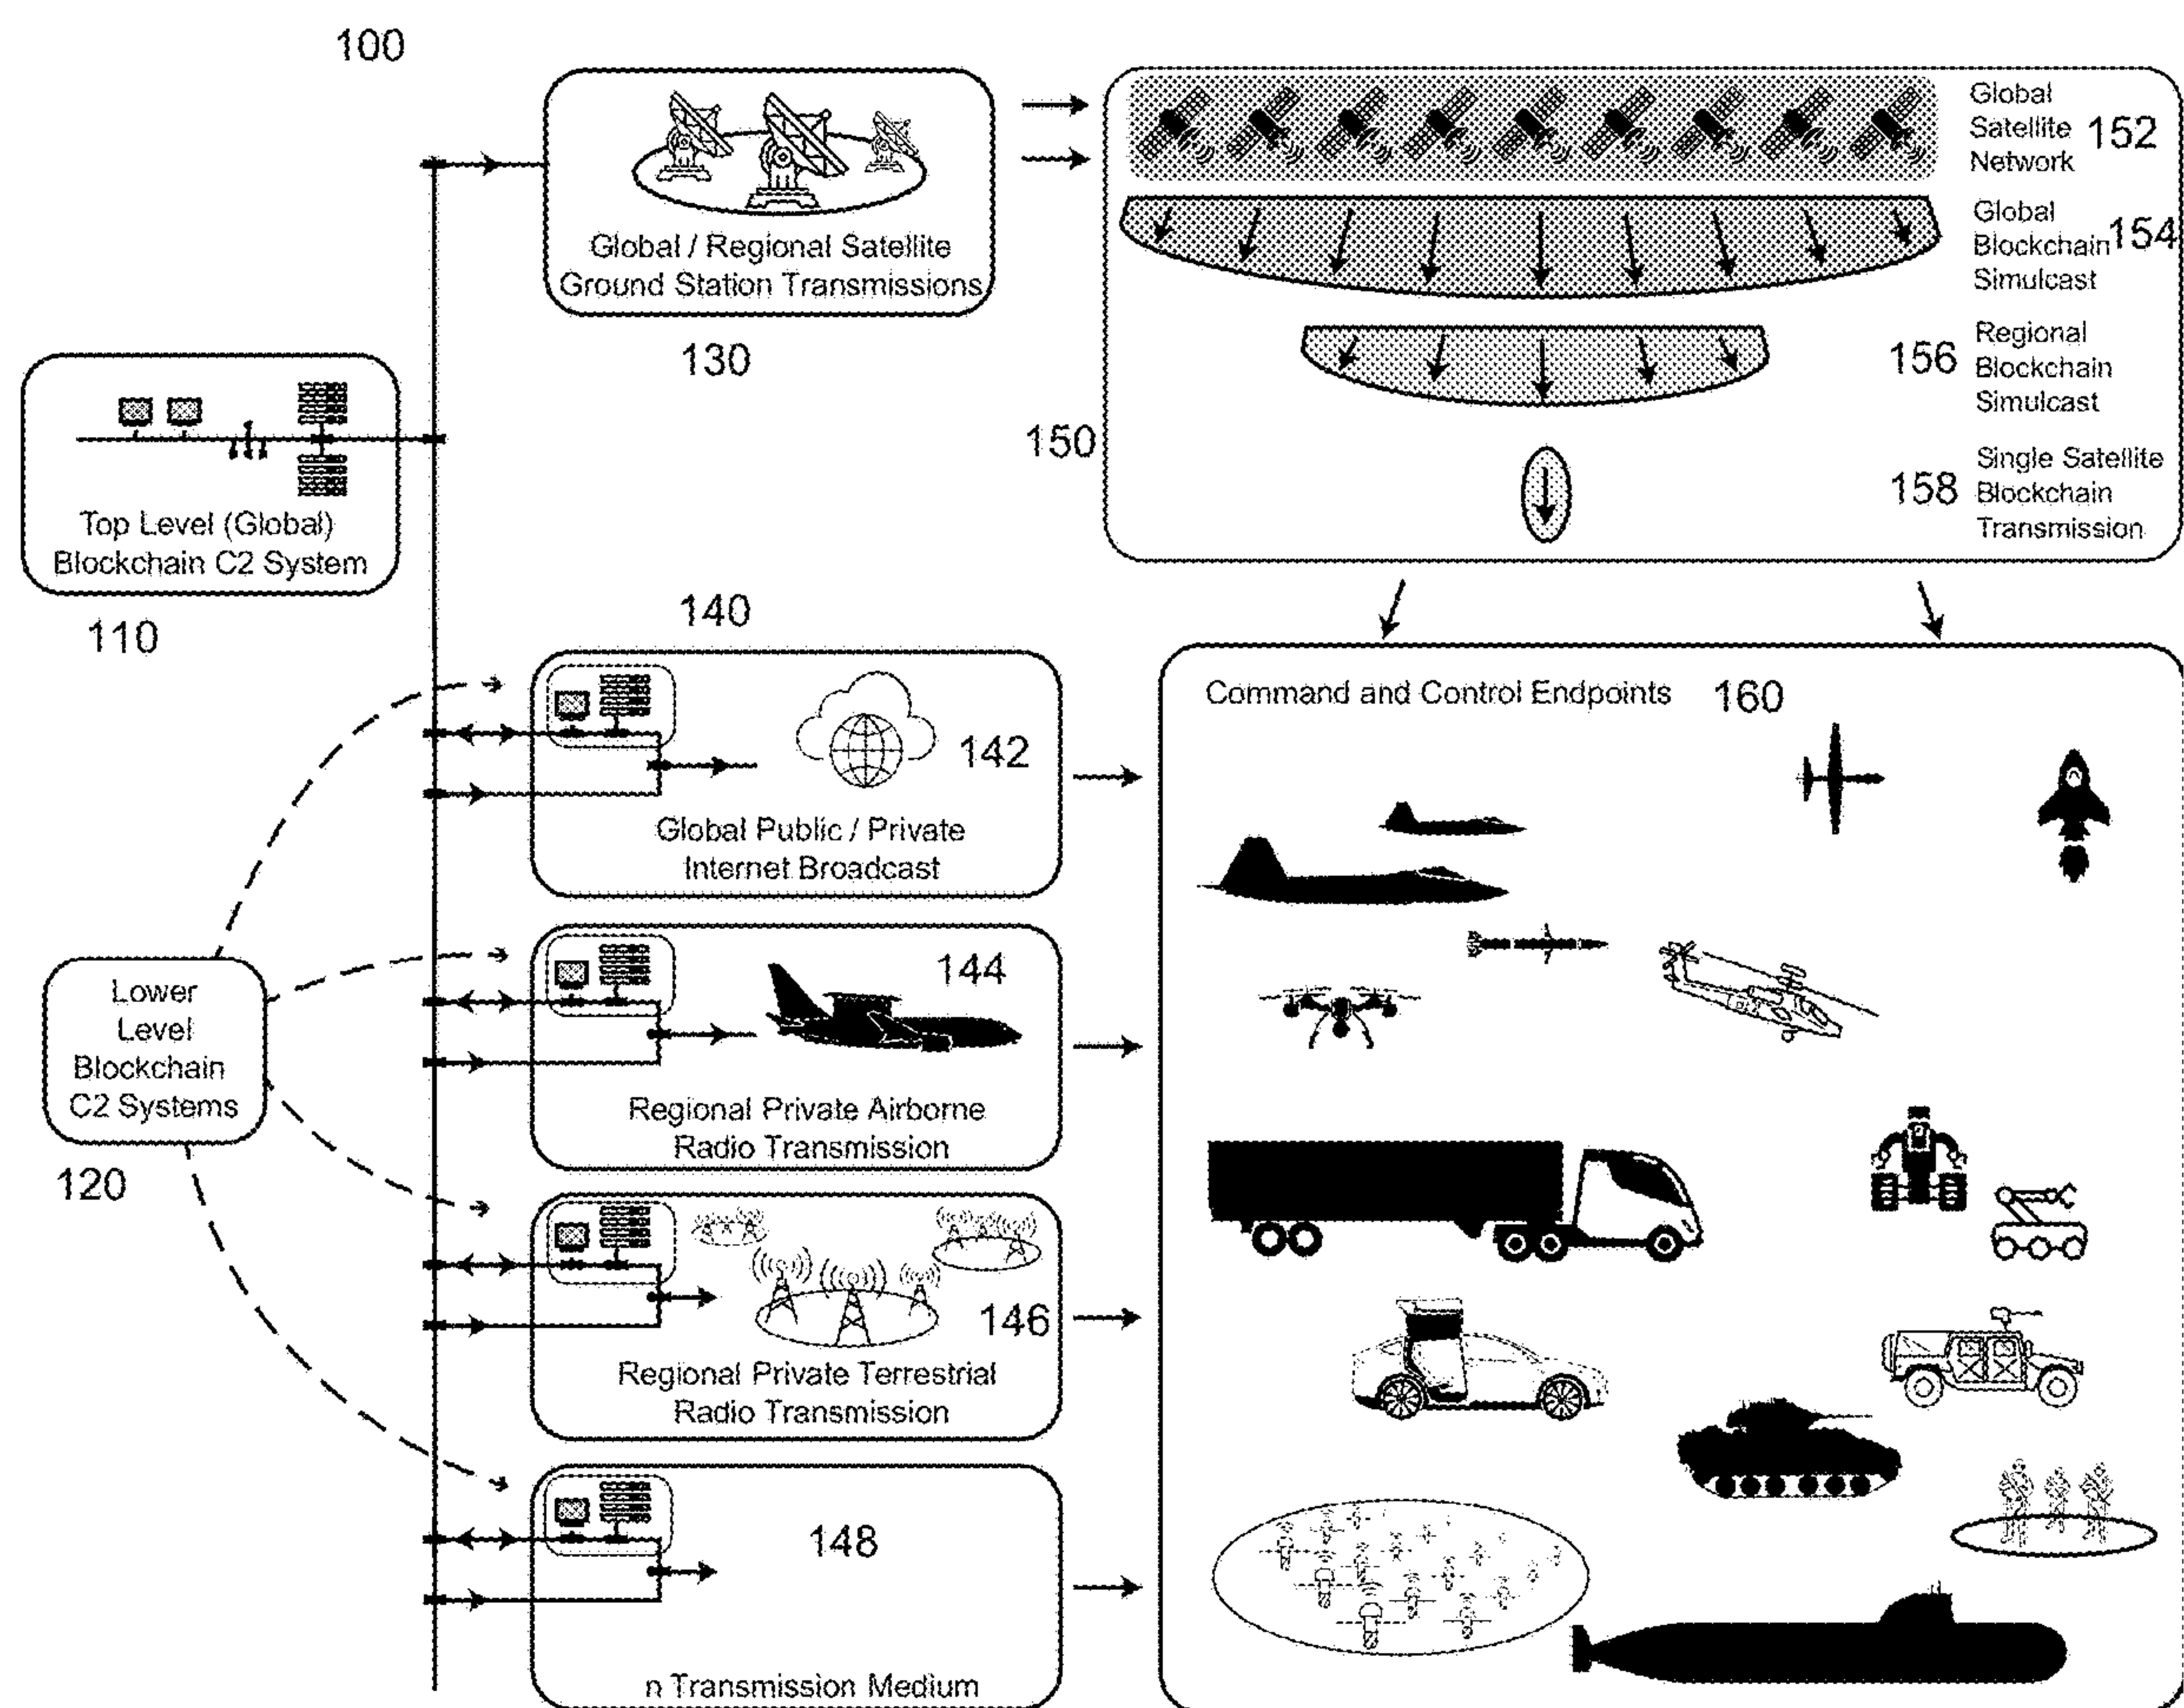 100
Global / Regional Satellite
Ground Station Transmissions
130
Global
Satellite
Network
152
Global
Blockchain
Simulcast
154
156
Regional
Blockchain
Simulcast
150
158
Single Satellite
Blockchain
Transmission
Top Level (Global)
Blockchain C2 System
110
140
142
Global Public / Private
Internet Broadcast
Command and Control Endpoints
160
Lower
Level
Blockchain
C2 Systems
120
144
Regional Private Airborne
Radio Transmission
146
Regional Private Terrestrial
Radio Transmission
148
n Transmission Medium